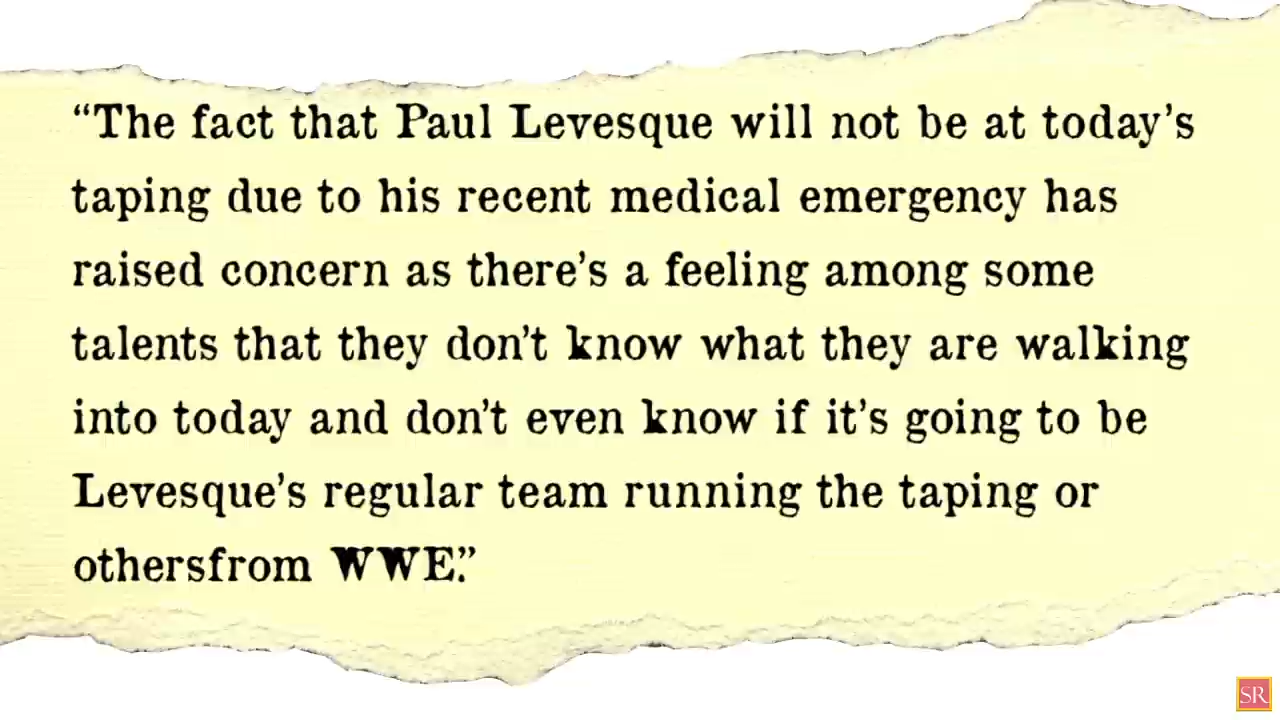 “The fact that Paul Levesque will not be at today’s
taping due to his recent medical emergency has
raised concern as there’s a feeling among some
talents that they don’t know what they are walking
into today and don’t even know if it’s going to be
Levesque’s regular team running the taping or
othersfrom WWE.”
SR